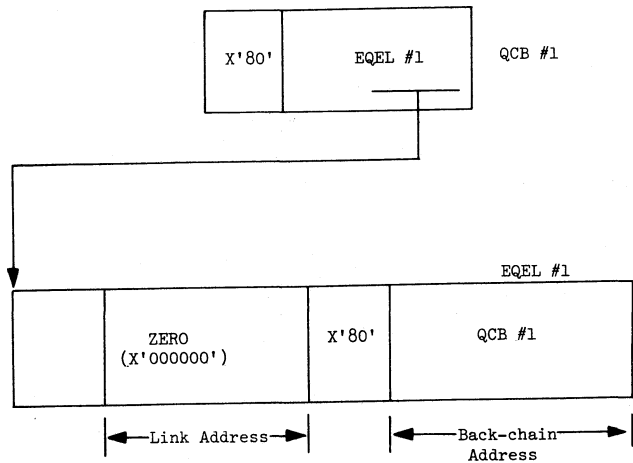 X'80' EQEL #1 QCB #1
EQEL #1
ZERO X'80' QCB #1
(X'000000')
Link Address Back-chain
Address